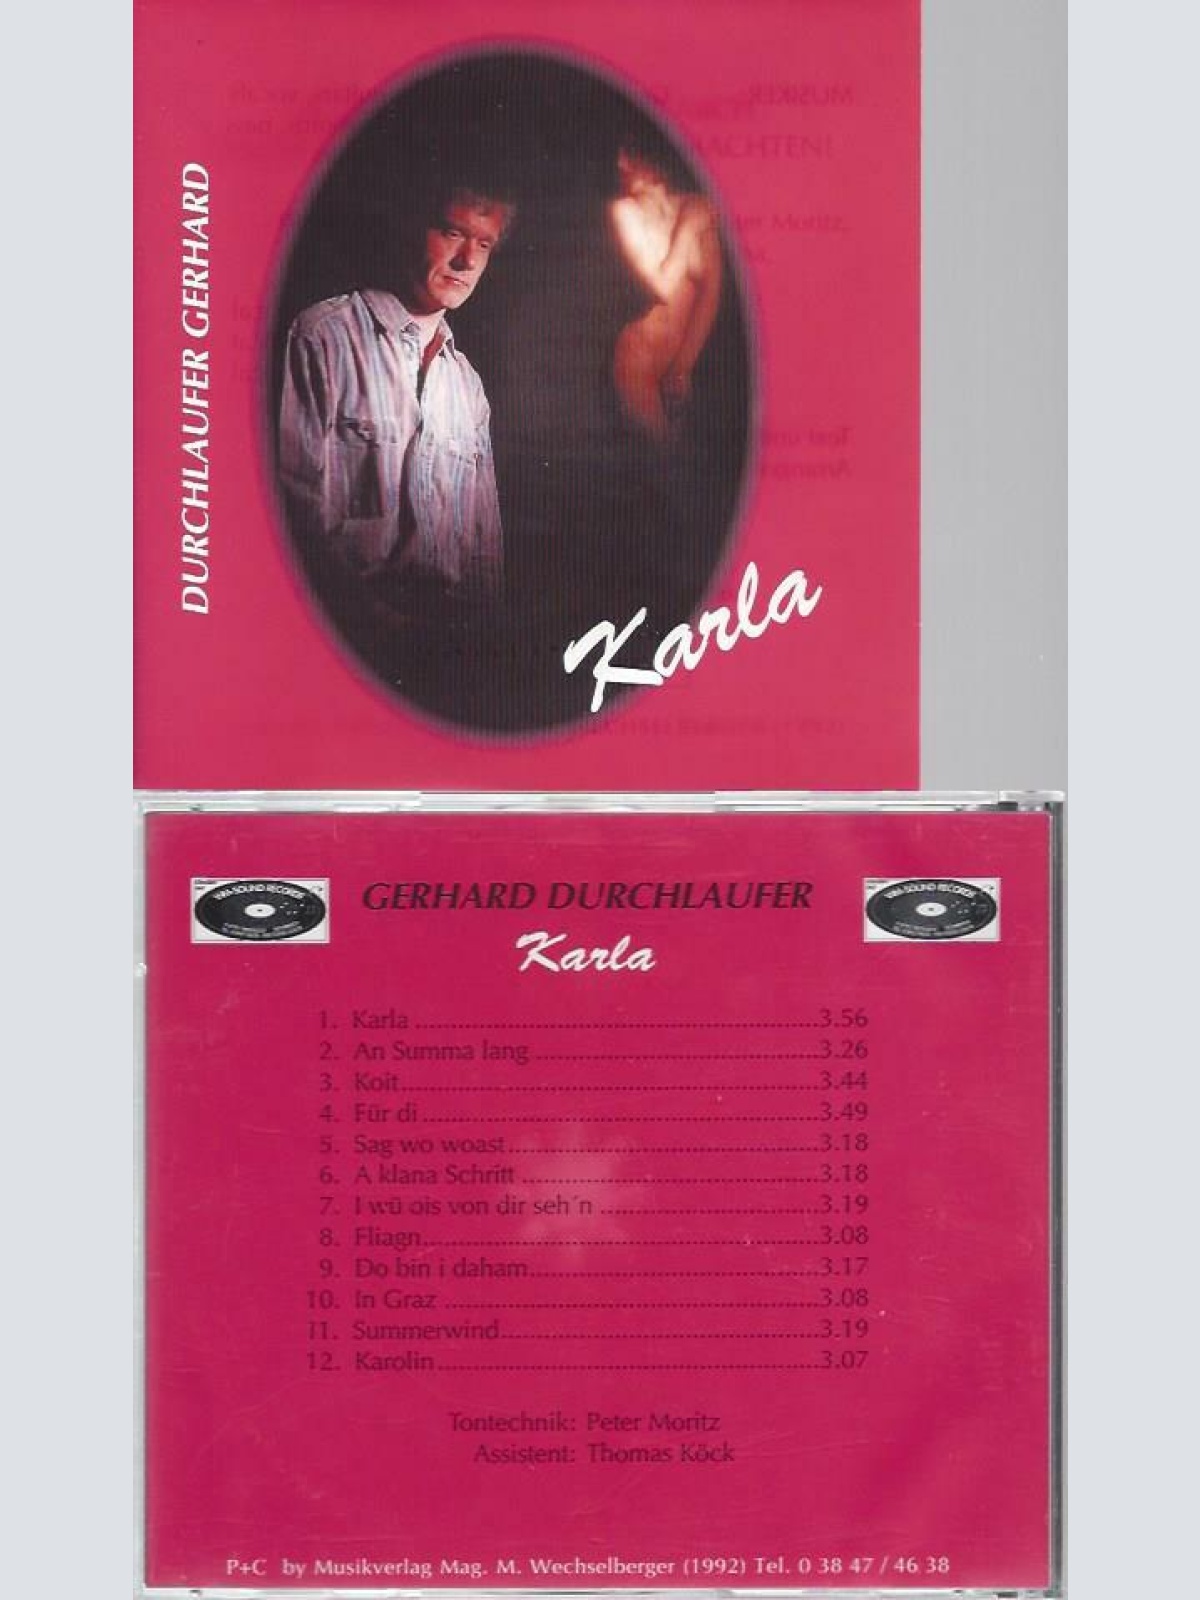 DURCHLAUFER GERHARD
Karla
MUSIKER:
GERHARD DURCHLAUFER
Karla
1. Karla 3.56
2. An Summa lang 3.26
3. Koit 3.44
4. Für di 3.49
5. Sag wo woast 3.18
6. A klana Schritt 3.18
7. I wü ois von dir seh´n 3.19
8. Fliagn 3.08
9. Do bin i daham 3.17
10. In Graz 3.08
11. Summerwind 3.19
12. Karolin 3.07
Tontechnik: Peter Moritz
Assistent: Thomas Köck
P+C by Musikverlag Mag. M. Wechselberger (1992) Tel. 0 38 47 / 46 38